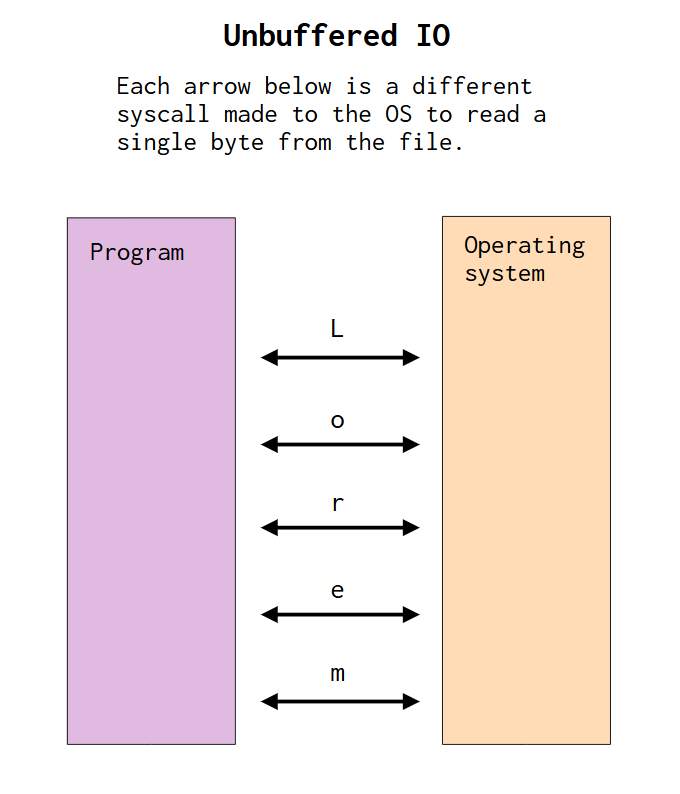 Unbuffered IO
Each arrow below is a different
syscall made to the OS to read a
single byte from the file.
Program
Operating
system
L
o
r
e
m